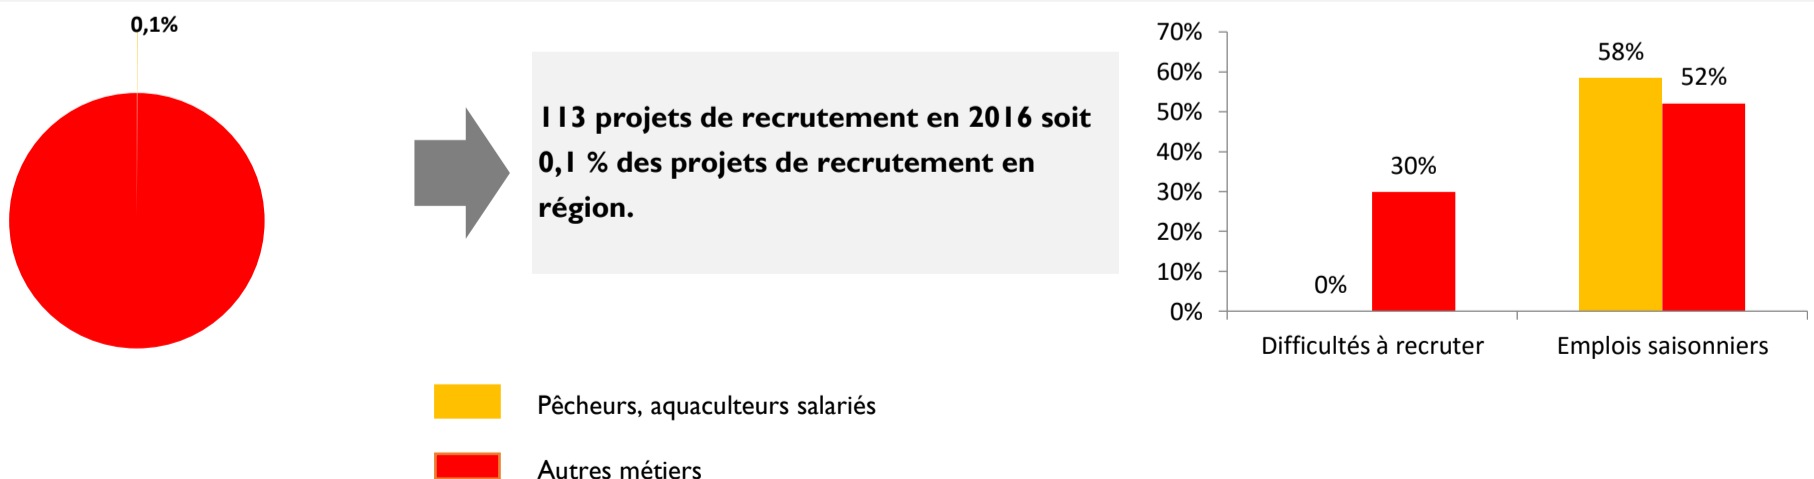 0,1%
113 projets de recrutement en 2016 soit
0,1 % des projets de recrutement en
région.
70%
60%
50%
40%
30%
20%
10%
0%
0%
30%
58%
52%
Difficultés à recruter
Emplois saisonniers
Pêcheurs, aquaculteurs salariés
Autres métiers